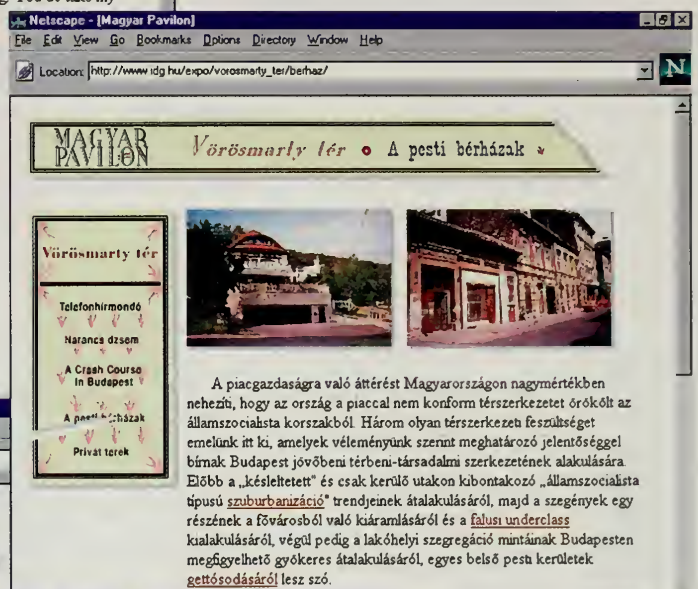 Netscape - [Magyar Pavilon]
File Edit View Go Bookmarks Options Directory Window Help
Location: http://www.idg.hu/expo/vorosmarty_ter/berhaz/
N
MAGYAR
PAVILON
Vörösmarty tér A pesti bérházak
Vörösmarty tér
Telefonhírmondó
Narancs dzsem
A Crash Course
In Budapest
A pesti bérházak
Privát terek
A piacgazdaságra való áttérést Magyarországon nagymértékben
nehezíti, hogy az ország a piaccal nem konform térszerkezetet örökölt az
államszocialista korszakból. Három olyan térszerkezeti feszültséget
emelünk itt ki, amelyek véleményünk szerint meghatározó jelentőséggel
bírnak Budapest jövőbeni térbeni-társadalmi szerkezetének alakulására.
Előbb a „késleltetett" és csak kerülő utakon kibontakozó „államszocialista
típusú szuburbanizáció" trendjeinek átalakulásáról, majd a szegények egy
részének a fővárosból való kiáramlásáról és a falusi underclass
kialakulásáról, végül pedig a lakóhelyi szegregáció mintáinak Budapesten
megfigyelhető gyökeres átalakulásáról, egyes belső pesti kerületek
gettósodásáról lesz szó.